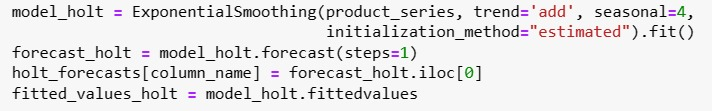 model_holt = ExponentialSmoothing(product_series, trend='add', seasonal=4,
initialization_method="estimated").fit()
forecast_holt = model_holt.forecast(steps=1)
holt_forecasts[column_name] = forecast_holt.iloc[0]
fitted_values_holt = model_holt.fittedvalues